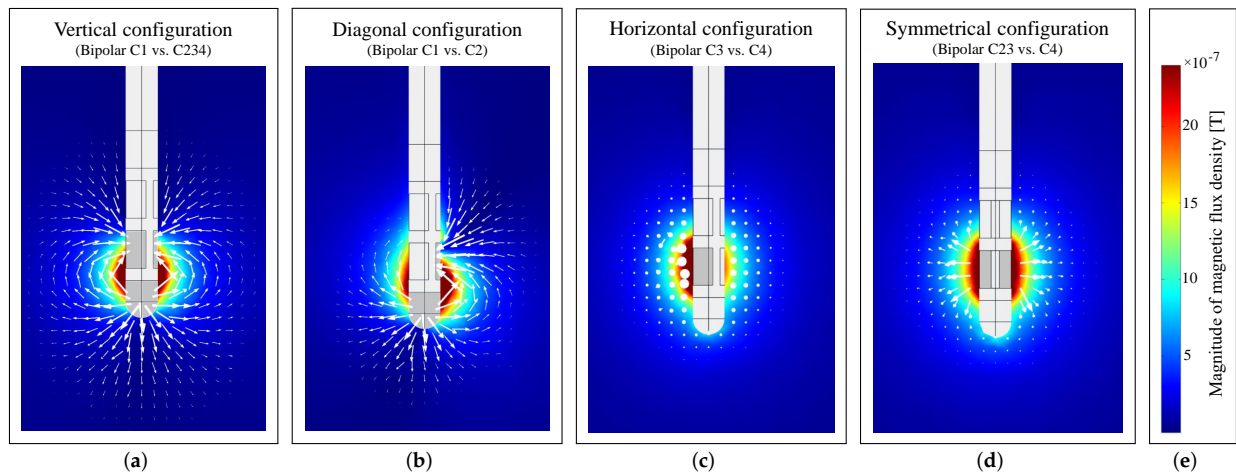 Vertical configuration
(Bipolar C1 vs. C234)
Diagonal configuration
(Bipolar C1 vs. C2)
Horizontal configuration
(Bipolar C3 vs. C4)
Symmetrical configuration
(Bipolar C23 vs. C4)
×10⁻⁷
20
15
10
5
Magnitude of magnetic flux density [T]
(a)
(b)
(c)
(d)
(e)